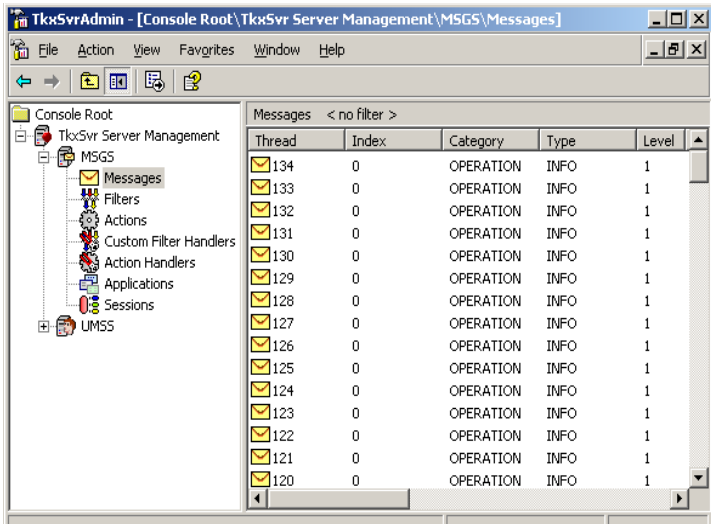 TkxSvrAdmin - [Console Root\TkxSvr Server Management\MSGS\Messages]
File Action View Favorites Window Help
Console Root
TkxSvr Server Management
MSGS
Messages
Filters
Actions
Custom Filter Handlers
Action Handlers
Applications
Sessions
UMSS
Messages < no filter >
Thread Index Category Type Level
134 0 OPERATION INFO 1
133 0 OPERATION INFO 1
132 0 OPERATION INFO 1
131 0 OPERATION INFO 1
130 0 OPERATION INFO 1
129 0 OPERATION INFO 1
128 0 OPERATION INFO 1
127 0 OPERATION INFO 1
126 0 OPERATION INFO 1
125 0 OPERATION INFO 1
124 0 OPERATION INFO 1
123 0 OPERATION INFO 1
122 0 OPERATION INFO 1
121 0 OPERATION INFO 1
120 0 OPERATION INFO 1